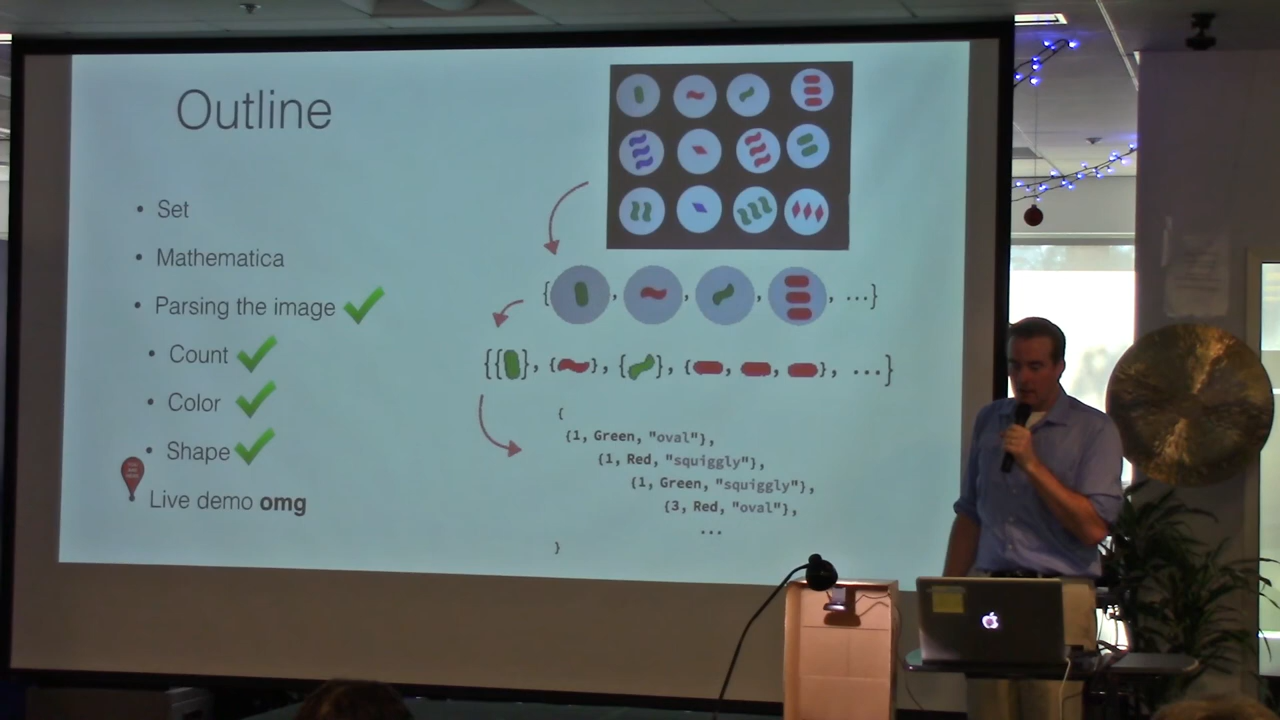 Outline
• Set
• Mathematica
• Parsing the image
• Count
• Color
• Shape
Live demo omg
{ , , , , ...}
{{ }, { }, { }, { }, ...}
{
{1, Green, "oval"},
{1, Red, "squiggly"},
{1, Green, "squiggly"},
{3, Red, "oval"},
...
}